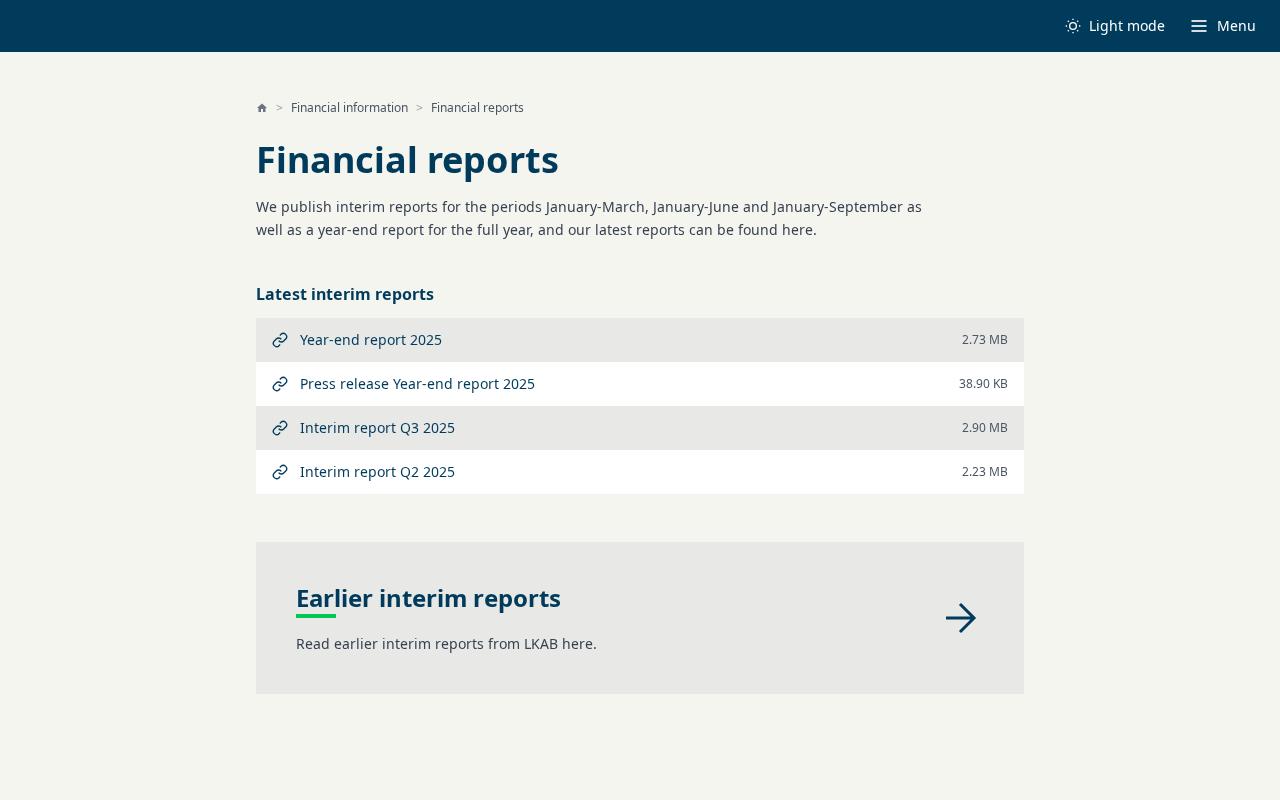 Light mode
Menu
> Financial information > Financial reports
Financial reports
We publish interim reports for the periods January-March, January-June and January-September as
well as a year-end report for the full year, and our latest reports can be found here.
Latest interim reports
Year-end report 2025 2.73 MB
Press release Year-end report 2025 38.90 KB
Interim report Q3 2025 2.90 MB
Interim report Q2 2025 2.23 MB
Earlier interim reports
Read earlier interim reports from LKAB here.